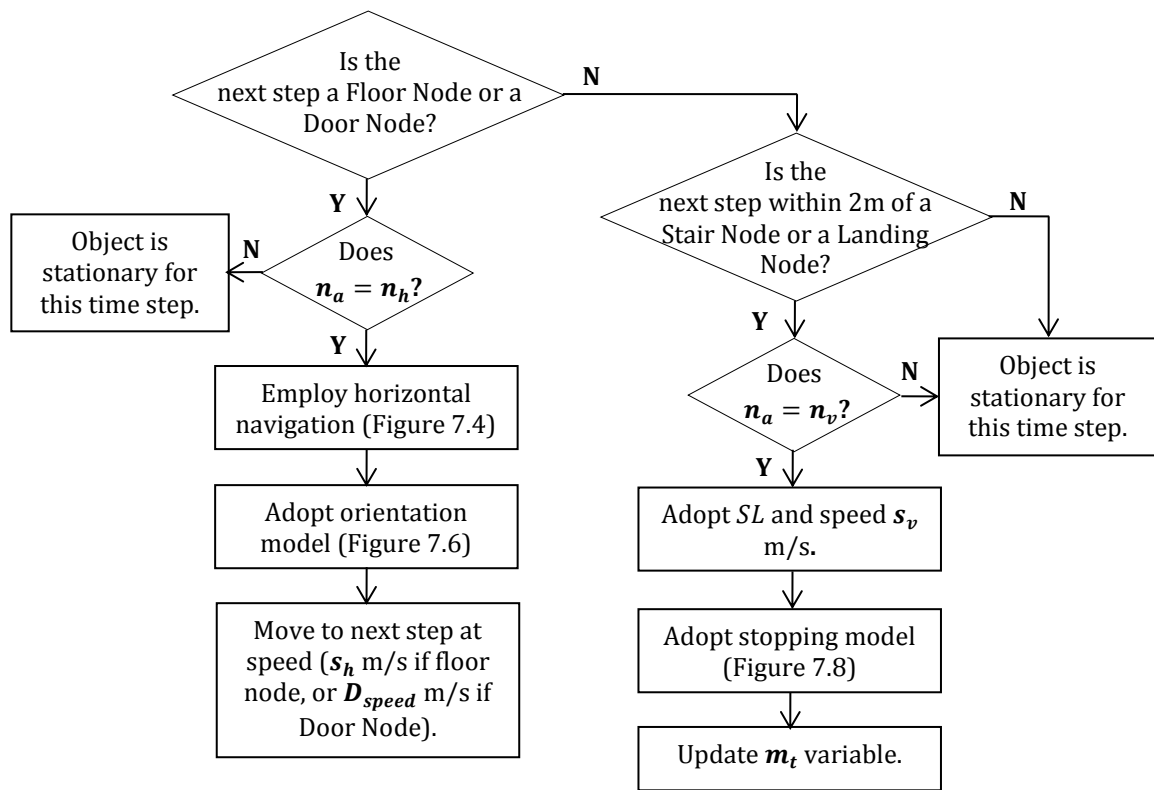 Is the
next step a Floor Node or a
Door Node?
N
Y
Is the
next step within 2m of a
Stair Node or a Landing
Node?
N
Y
Object is
stationary for
this time step.
N
Does
n_a = n_h?
Y
Employ horizontal
navigation (Figure 7.4)
Adopt orientation
model (Figure 7.6)
Move to next step at
speed (s_h m/s if floor
node, or D_speed m/s if
Door Node).
Does
n_a = n_v?
N
Y
Object is
stationary for
this time step.
Adopt SL and speed s_v
m/s.
Adopt stopping model
(Figure 7.8)
Update m_t variable.